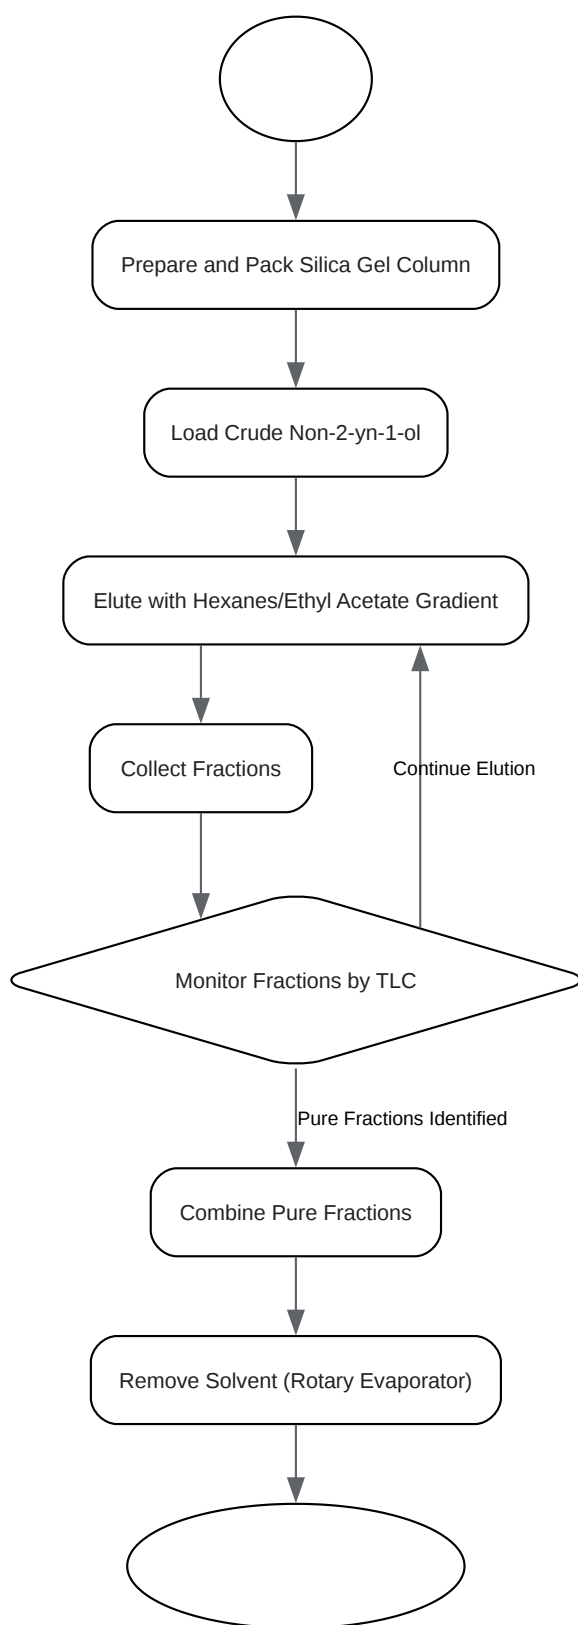 Prepare and Pack Silica Gel Column
Load Crude Non-2-yn-1-ol
Elute with Hexanes/Ethyl Acetate Gradient
Collect Fractions
Continue Elution
Monitor Fractions by TLC
Pure Fractions Identified
Combine Pure Fractions
Remove Solvent (Rotary Evaporator)